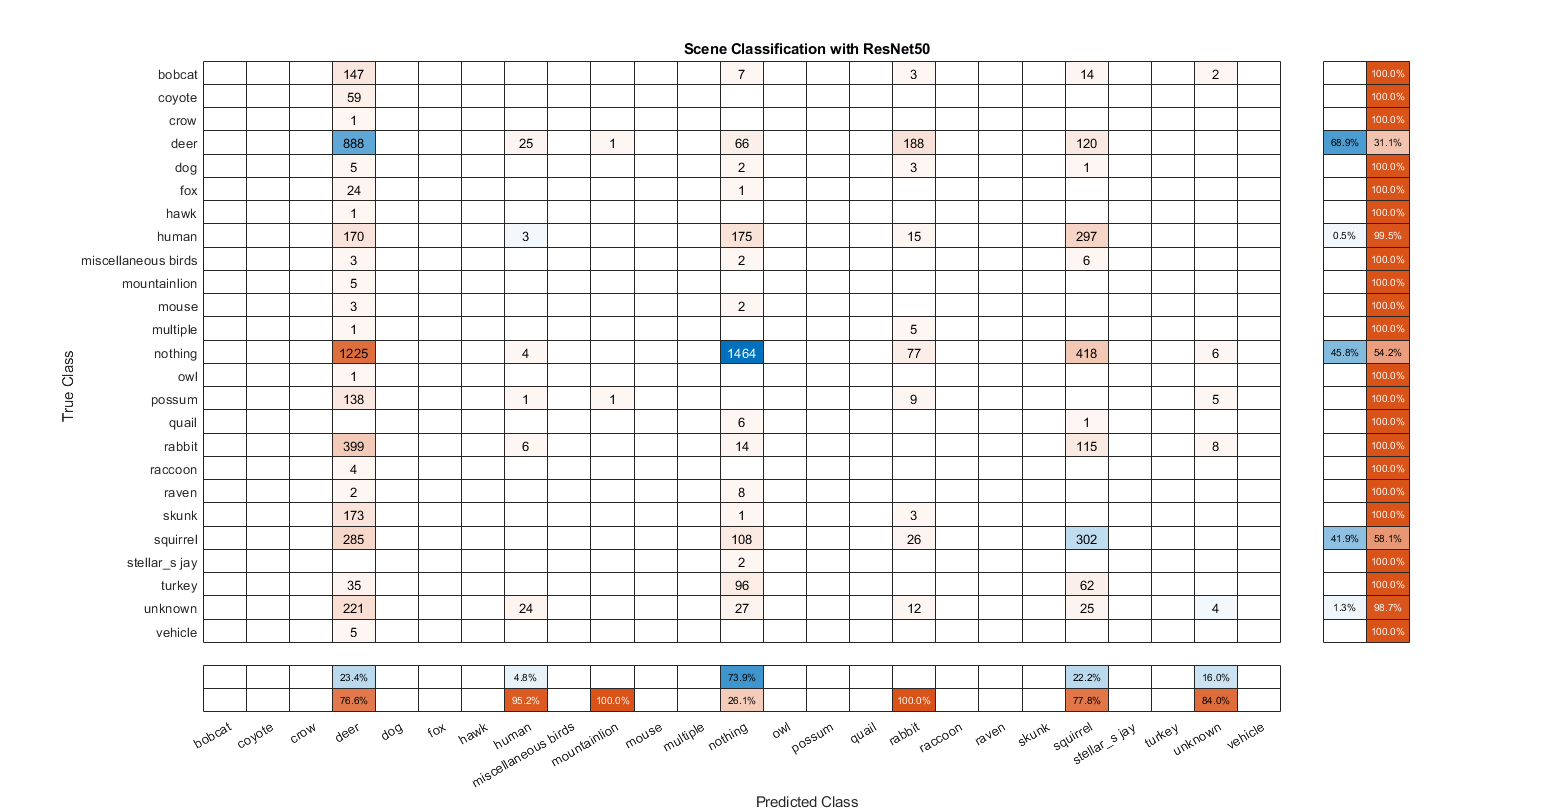 Scene Classification with ResNet50
bobcat 147 7 3 14 2 100.0%
coyote 59 100.0%
crow 1 100.0%
deer 888 25 1 66 188 120 68.9% 31.1%
dog 5 2 3 1 100.0%
fox 24 1 100.0%
hawk 1 100.0%
human 170 3 175 15 297 0.5% 99.5%
miscellaneous birds 3 2 6 100.0%
mountainlion 5 100.0%
mouse 3 2 100.0%
multiple 1 5 100.0%
nothing 1225 4 1464 77 418 6 45.8% 54.2%
owl 1 100.0%
possum 138 1 1 9 5 100.0%
quail 6 1 100.0%
rabbit 399 6 14 115 8 100.0%
raccoon 4 100.0%
raven 2 8 100.0%
skunk 173 1 3 100.0%
squirrel 285 108 26 302 41.9% 58.1%
stellar_s jay 2 100.0%
turkey 35 96 62 100.0%
unknown 221 24 27 12 25 4 1.3% 98.7%
vehicle 5 100.0%
True Class
23.4% 4.8% 73.9% 22.2% 16.0%
76.6% 95.2% 100.0% 26.1% 100.0% 77.8% 84.0%
bobcat coyote crow deer dog fox hawk human miscellaneous birds mountainlion mouse multiple nothing owl possum quail rabbit raccoon raven skunk squirrel stellar_s jay turkey unknown vehicle
Predicted Class